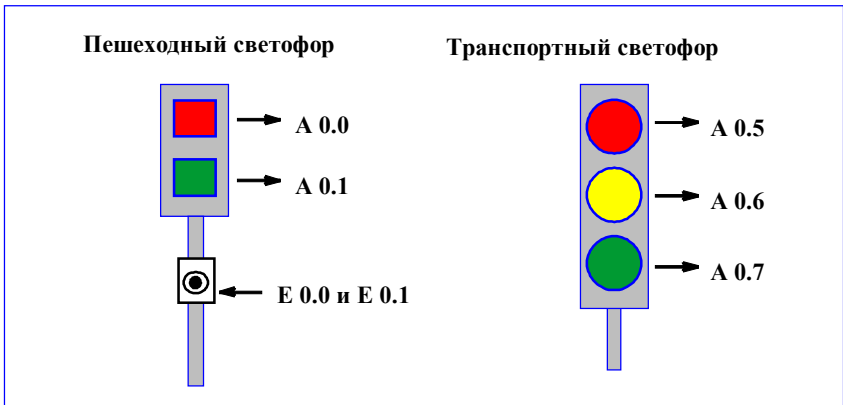 Пешеходный светофор
Транспортный светофор
А 0.0
А 0.1
Е 0.0 и Е 0.1
А 0.5
А 0.6
А 0.7